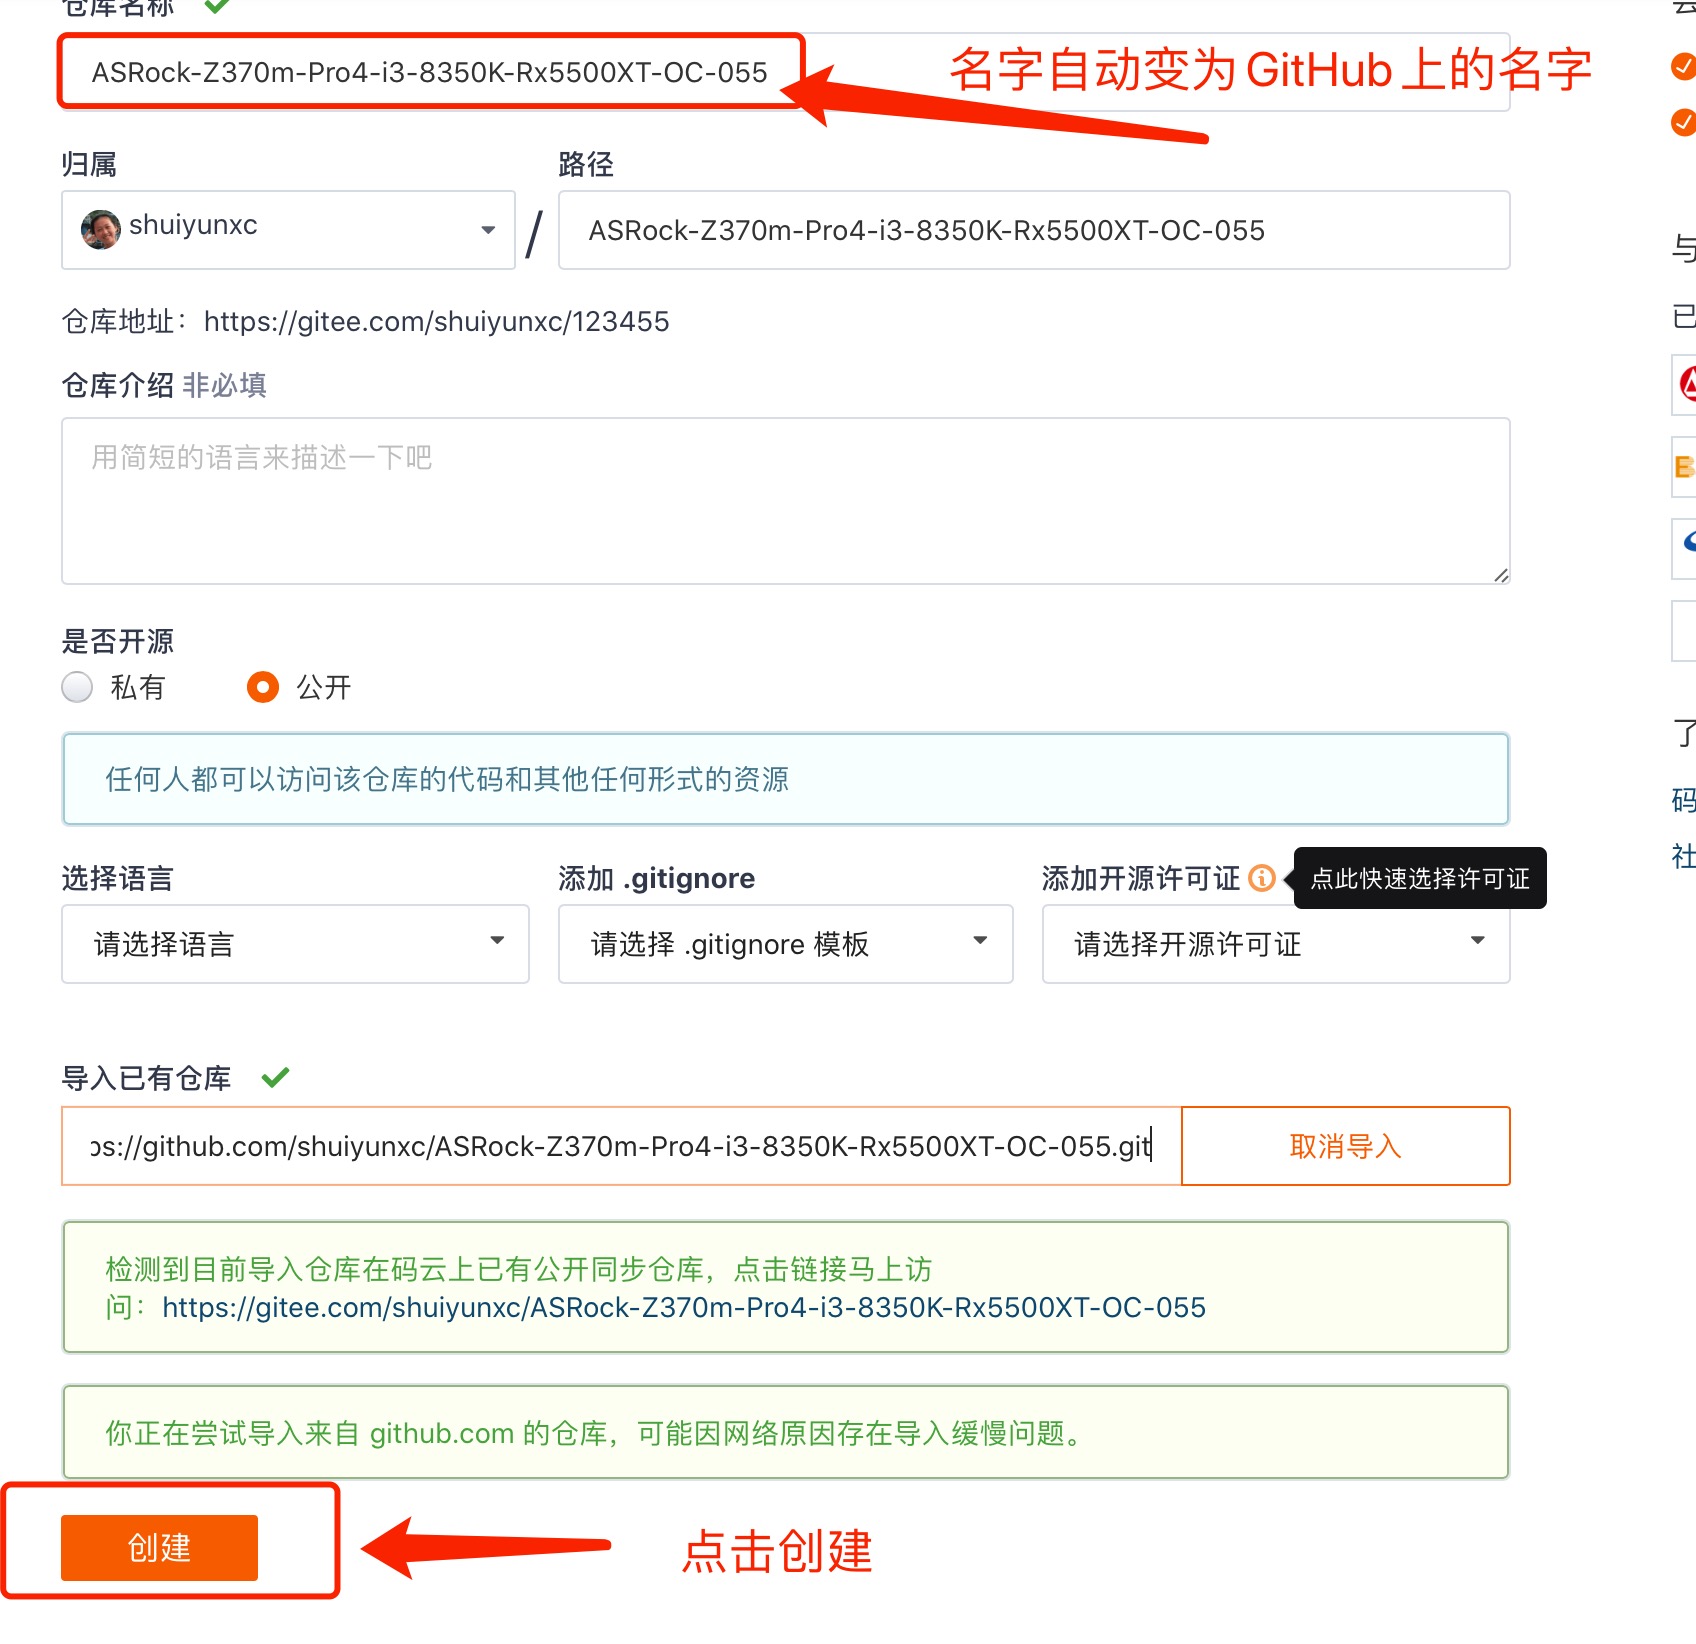 仓库名称
ASRock-Z370m-Pro4-i3-8350K-Rx5500XT-OC-055
名字自动变为GitHub上的名字
归属
路径
shuiyunxc
/
ASRock-Z370m-Pro4-i3-8350K-Rx5500XT-OC-055
仓库地址：https://gitee.com/shuiyunxc/123455
仓库介绍 非必填
用简短的语言来描述一下吧
是否开源
私有
公开
任何人都可以访问该仓库的代码和其他任何形式的资源
选择语言
添加 .gitignore
添加开源许可证
点此快速选择许可证
请选择语言
请选择 .gitignore 模板
请选择开源许可证
导入已有仓库
ps://github.com/shuiyunxc/ASRock-Z370m-Pro4-i3-8350K-Rx5500XT-OC-055.git
取消导入
检测到目前导入仓库在码云上已有公开同步仓库，点击链接马上访
问：https://gitee.com/shuiyunxc/ASRock-Z370m-Pro4-i3-8350K-Rx5500XT-OC-055
你正在尝试导入来自 github.com 的仓库，可能因网络原因存在导入缓慢问题。
创建
点击创建
与
已
了
码
社